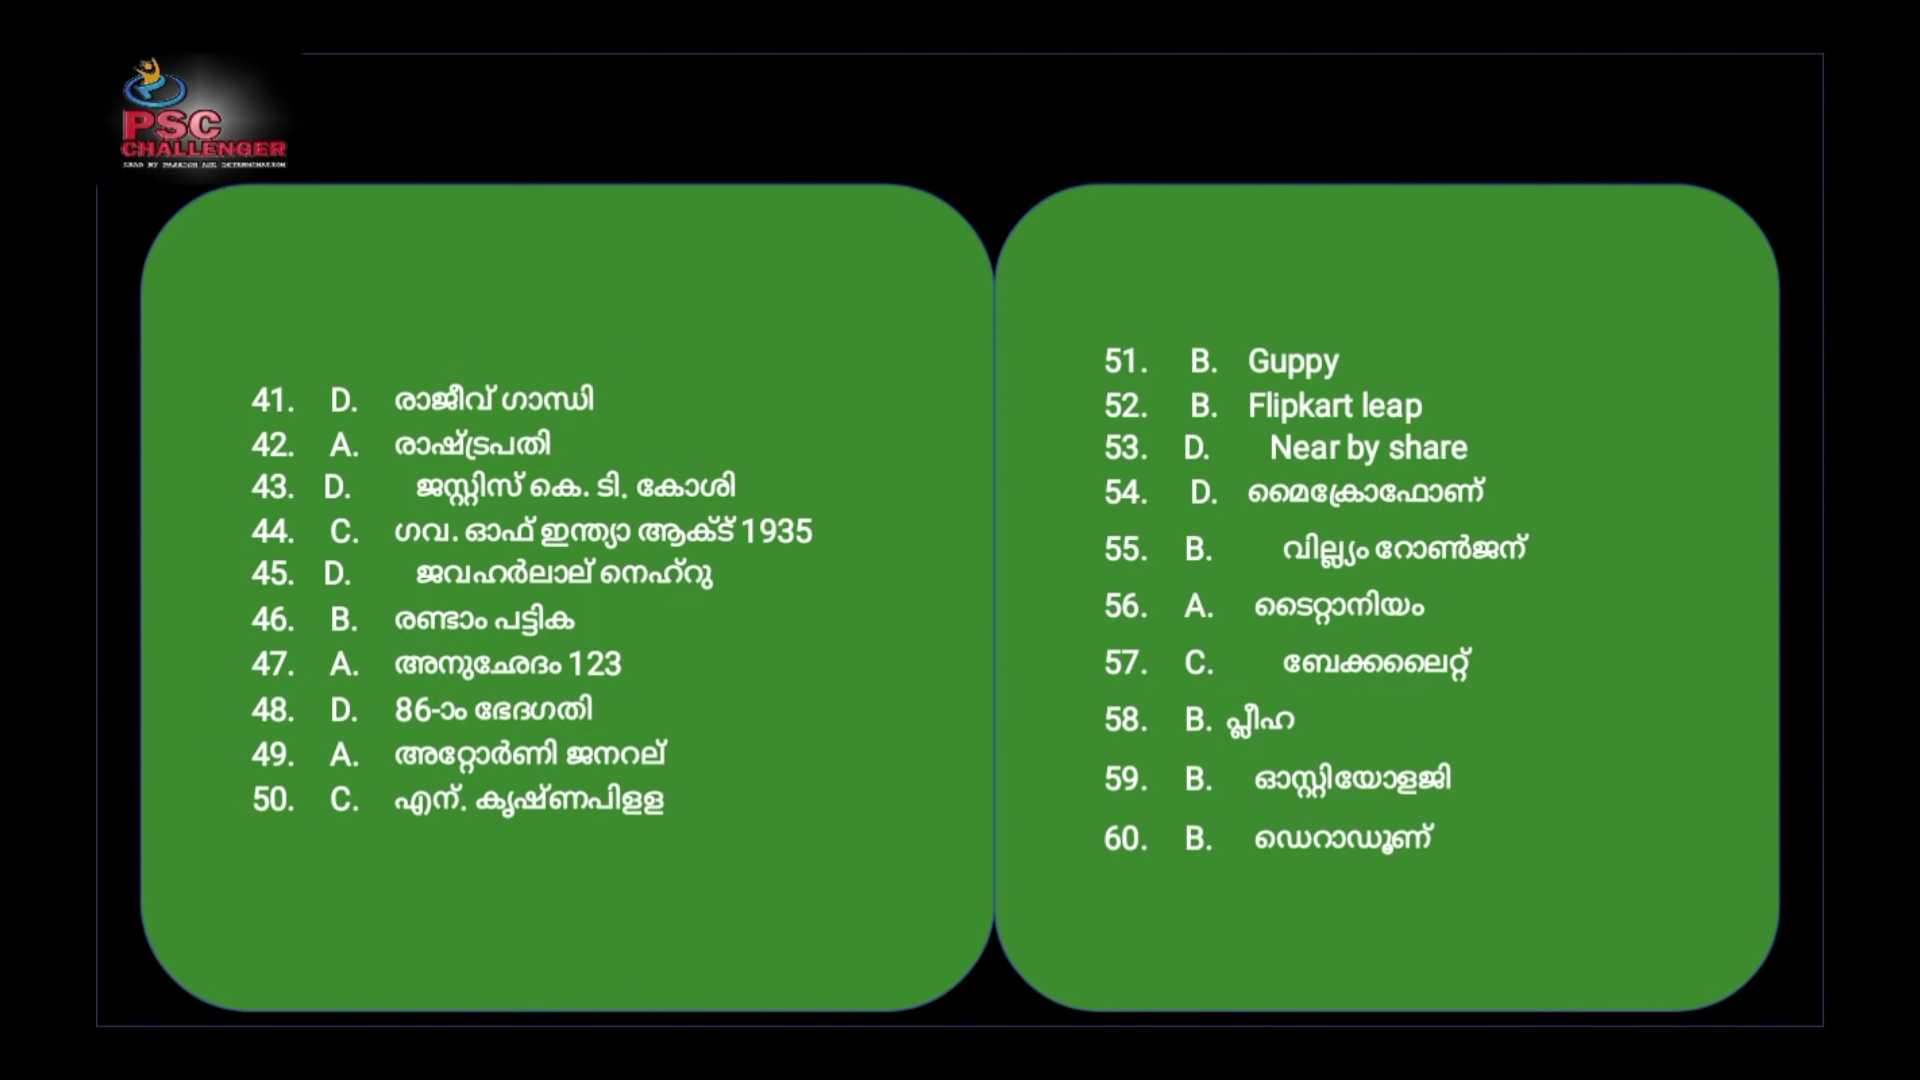 PSC
CHALLENGER
41. D. രാജീവ് ഗാന്ധി
42. A. രാഷ്ട്രപതി
43. D. ജസ്റ്റിസ് കെ. ടി. കോശി
44. C. ഗവ. ഓഫ് ഇന്ത്യാ ആക്ട് 1935
45. D. ജവഹർലാല് നെഹ്റു
46. B. രണ്ടാം പട്ടിക
47. A. അനുഛേദം 123
48. D. 86-ാം ഭേദഗതി
49. A. അറ്റോർണി ജനറല്
50. C. എന്. കൃഷ്ണപിളള
51. B. Guppy
52. B. Flipkart leap
53. D. Near by share
54. D. മൈക്രോഫോണ്
55. B. വില്ല്യം റോൺജന്
56. A. ടൈറ്റാനിയം
57. C. ബേക്കലൈറ്റ്
58. B. പ്ലീഹ
59. B. ഓസ്റ്റിയോളജി
60. B. ഡെറാഡൂണ്